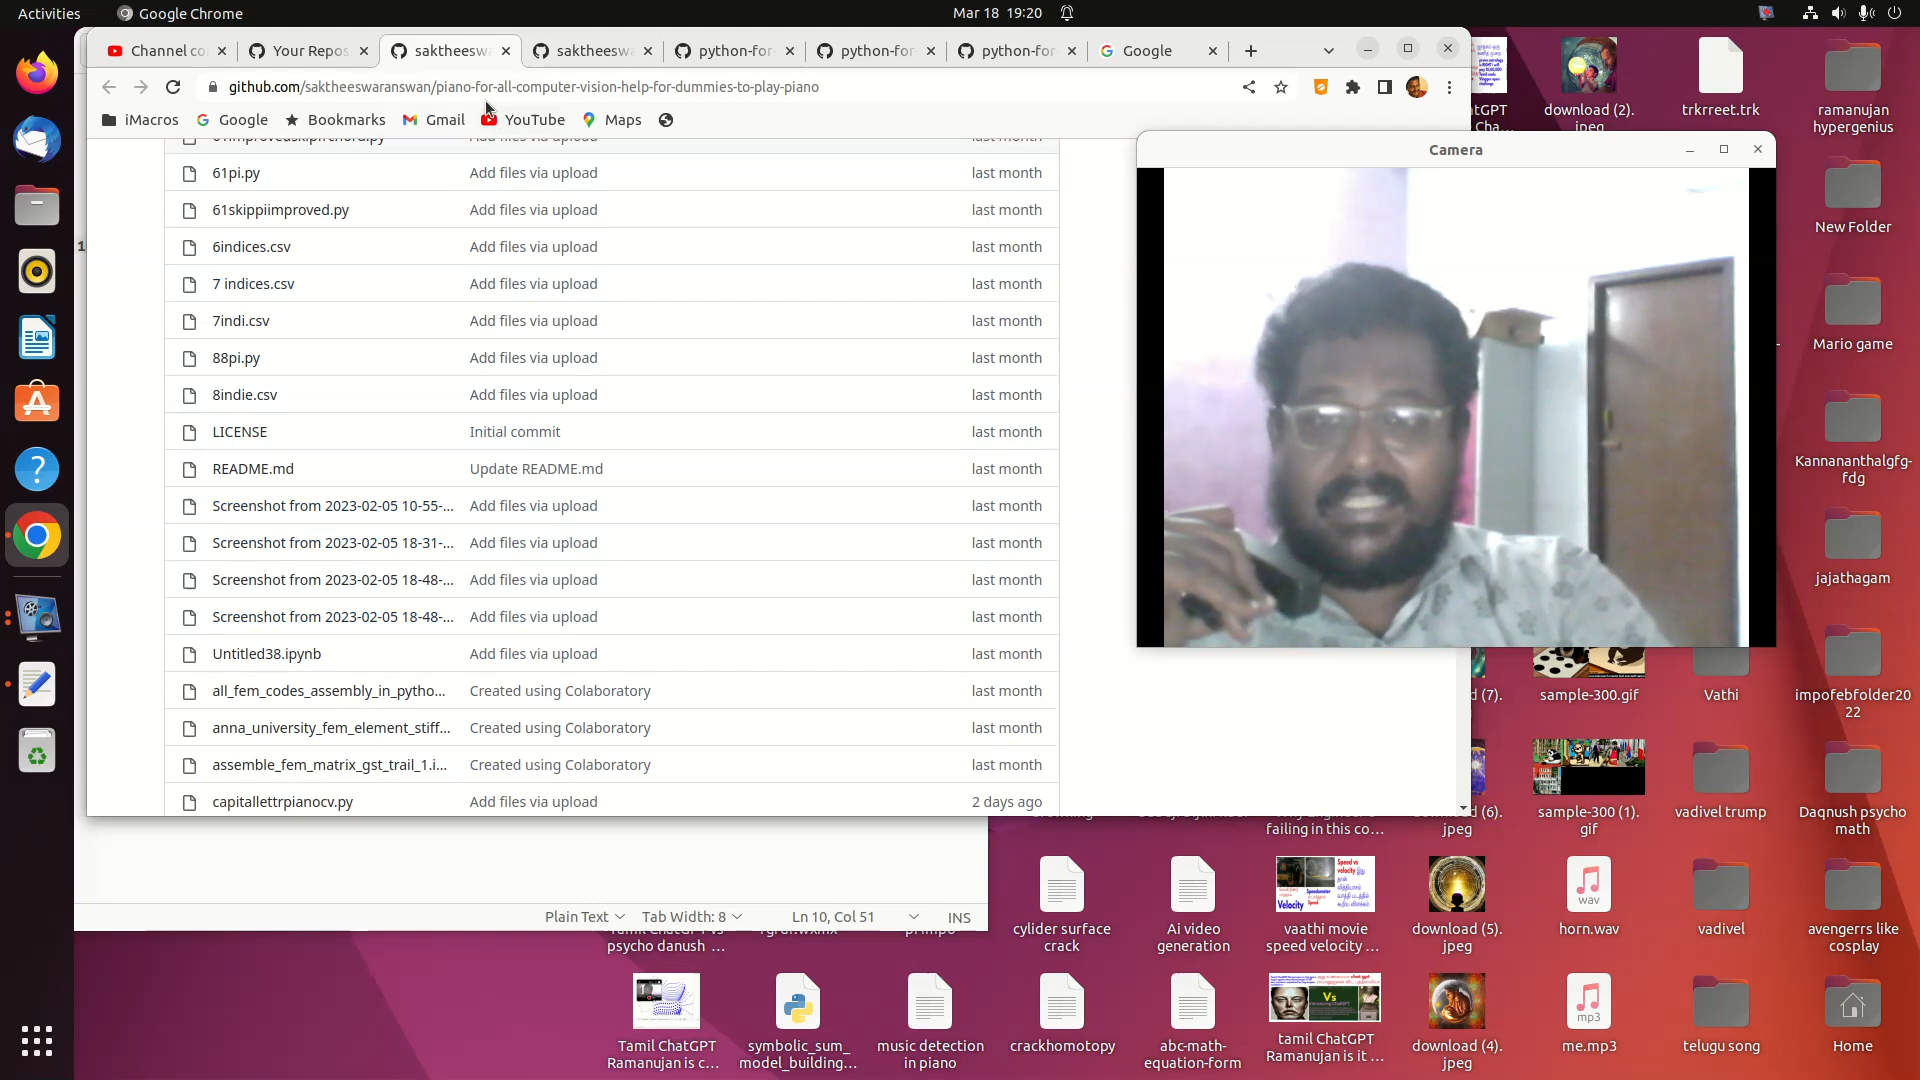 Activities
Google Chrome
Mar 18 19:20
Channel co
Your Repos
saktheeswa
saktheeswa
python-for-
python-for-
python-for-
Google
github.com/saktheeswaranswan/piano-for-all-computer-vision-help-for-dummies-to-play-piano
iMacros
Google
Bookmarks
Gmail
YouTube
Maps
61pi.py Add files via upload last month
61skippiimproved.py Add files via upload last month
6indices.csv Add files via upload last month
7 indices.csv Add files via upload last month
7indi.csv Add files via upload last month
88pi.py Add files via upload last month
8indie.csv Add files via upload last month
LICENSE Initial commit last month
README.md Update README.md last month
Screenshot from 2023-02-05 10-55-... Add files via upload last month
Screenshot from 2023-02-05 18-31-... Add files via upload last month
Screenshot from 2023-02-05 18-48-... Add files via upload last month
Screenshot from 2023-02-05 18-48-... Add files via upload last month
Untitled38.ipynb Add files via upload last month
all_fem_codes_assembly_in_pytho... Created using Colaboratory last month
anna_university_fem_element_stiff... Created using Colaboratory last month
assemble_fem_matrix_gst_trail_1.i... Created using Colaboratory last month
capitallettrpianocv.py Add files via upload 2 days ago
Camera
Plain Text
Tab Width: 8
Ln 10, Col 51
INS
download (2).
jpeg
trkrreet.trk
ramanujan
hypergenius
New Folder
Mario game
Kannananthalgfg-
fdg
jajathagam
sample-300.gif
Vathi
impofebfolder20
22
sample-300 (1).
gif
vadivel trump
Daqnush psycho
math
failing in this co...
jpeg
cylider surface
crack
Ai video
generation
vaathi movie
speed velocity ...
download (5).
jpeg
horn.wav
vadivel
avengerrs like
cosplay
psycho danush ...
Tamil ChatGPT
Ramanujan is c...
symbolic_sum_
model_building...
music detection
in piano
crackhomotopy
abc-math-
equation-form
tamil ChatGPT
Ramanujan is it ...
download (4).
jpeg
me.mp3
telugu song
Home